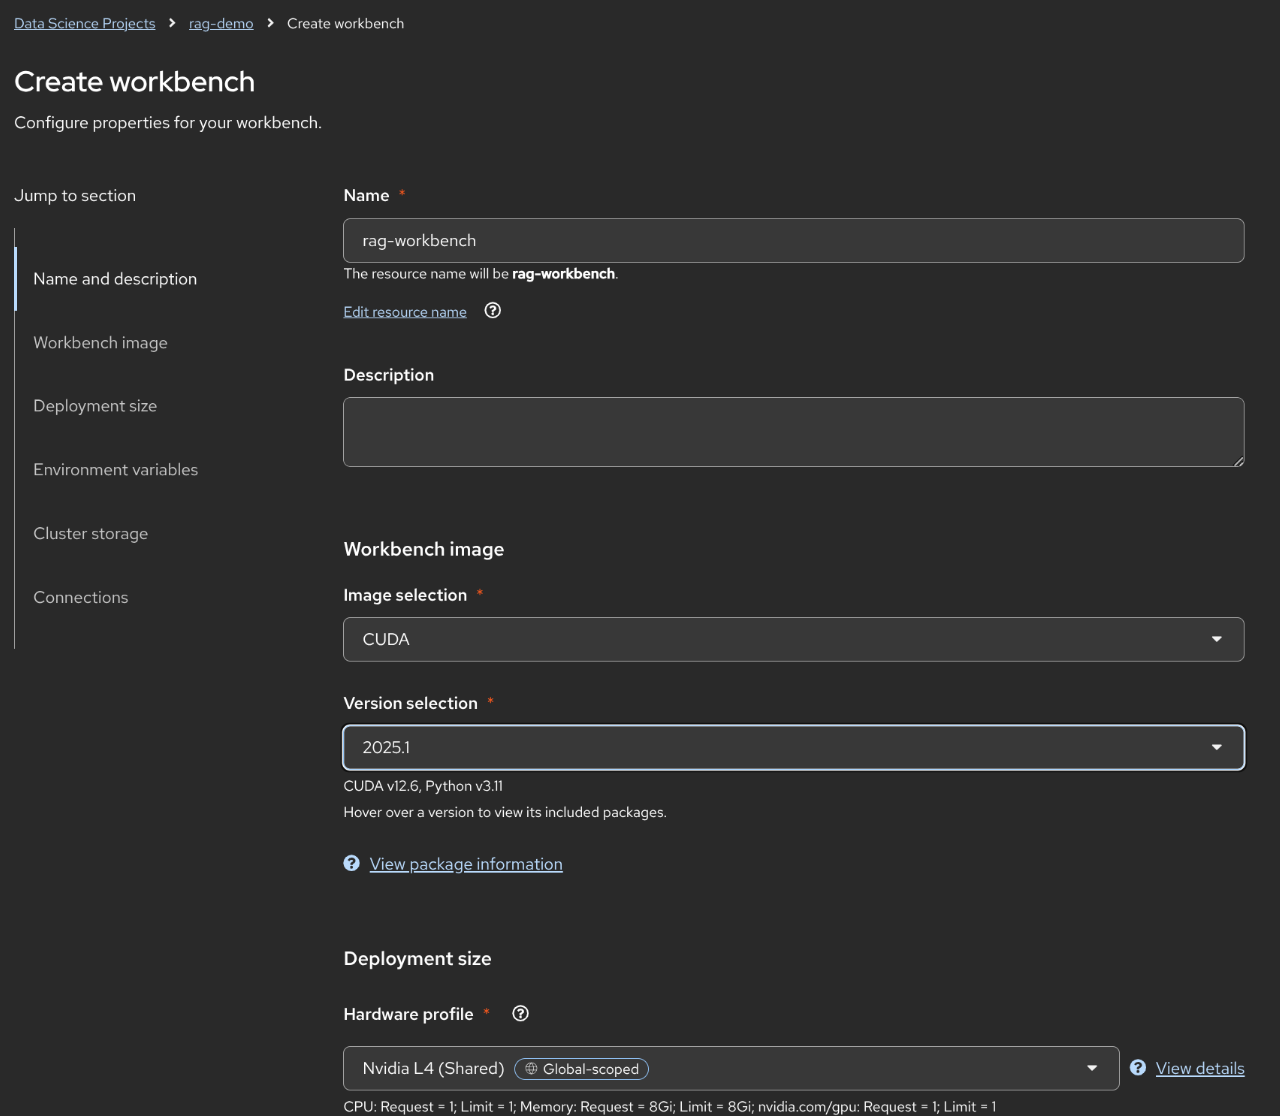 Data Science Projects > rag-demo > Create workbench
Create workbench
Configure properties for your workbench.
Jump to section
Name and description
Workbench image
Deployment size
Environment variables
Cluster storage
Connections
Name *
rag-workbench
The resource name will be rag-workbench.
Edit resource name
Description
Workbench image
Image selection *
CUDA
Version selection *
2025.1
CUDA v12.6, Python v3.11
Hover over a version to view its included packages.
View package information
Deployment size
Hardware profile *
Nvidia L4 (Shared) Global-scoped View details
CPU: Request = 1; Limit = 1; Memory: Request = 8Gi; Limit = 8Gi; nvidia.com/gpu: Request = 1; Limit = 1